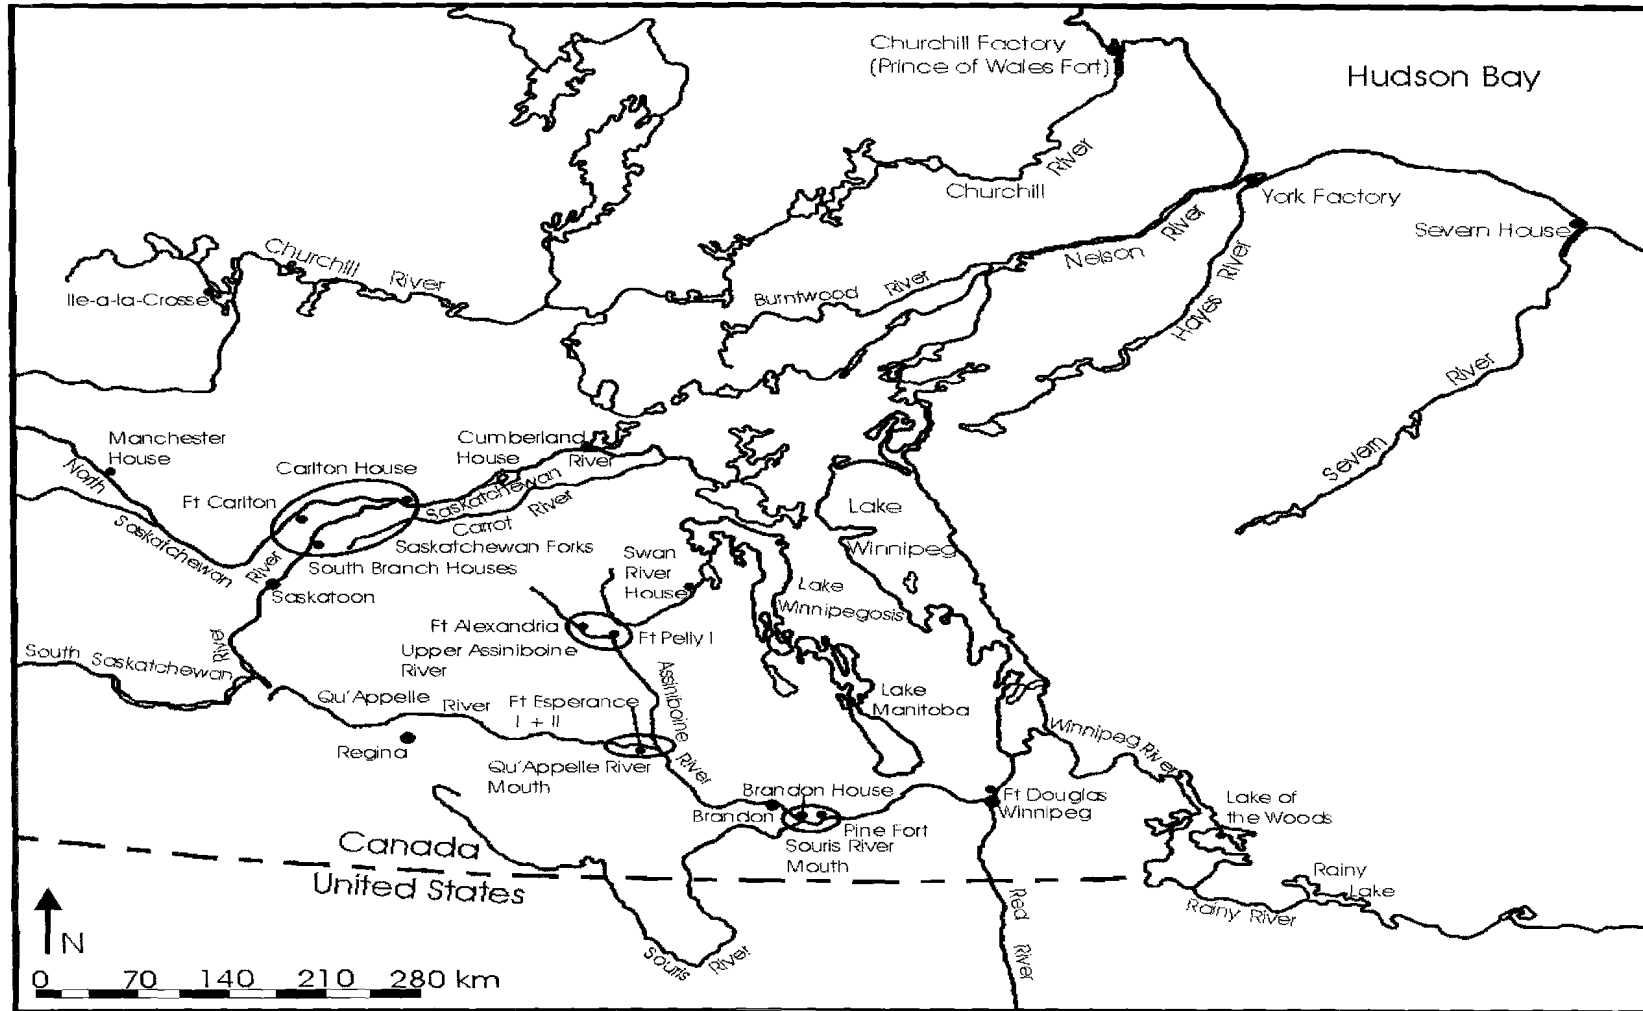 Churchill Factory
(Prince of Wales Fort)
Hudson Bay
Churchill
River
York Factory
Severn House
Nelson
River
Hayes
River
Severn
River
Burntwood
River
Churchill
River
Ile-a-la-Crosse
Manchester
House
North
Saskatchewan
River
Carlton House
Ft Carlton
Cumberland
House
River
Saskatchewan
Carrot
River
Saskatchewan Forks
South Branch Houses
Saskatoon
Swan
River
House
Lake
Winnipeg
Lake
Winnipegosis
Ft Alexandria
Ft Pelly I
Upper Assiniboine
River
Rive
South
Saskatchewan
Qu'Appelle
River
Ft Esperance
I + II
Assiniboine
River
Lake
Manitoba
Regina
Qu'Appelle River
Mouth
Winnipeg River
Brandon House
Brandon
Pine Fort
Souris River
Mouth
Ft Douglas
Winnipeg
Lake of
the Woods
Canada
United States
Rainy
Lake
Rainy River
Red
River
Souris
River
N
0 70 140 210 280 km